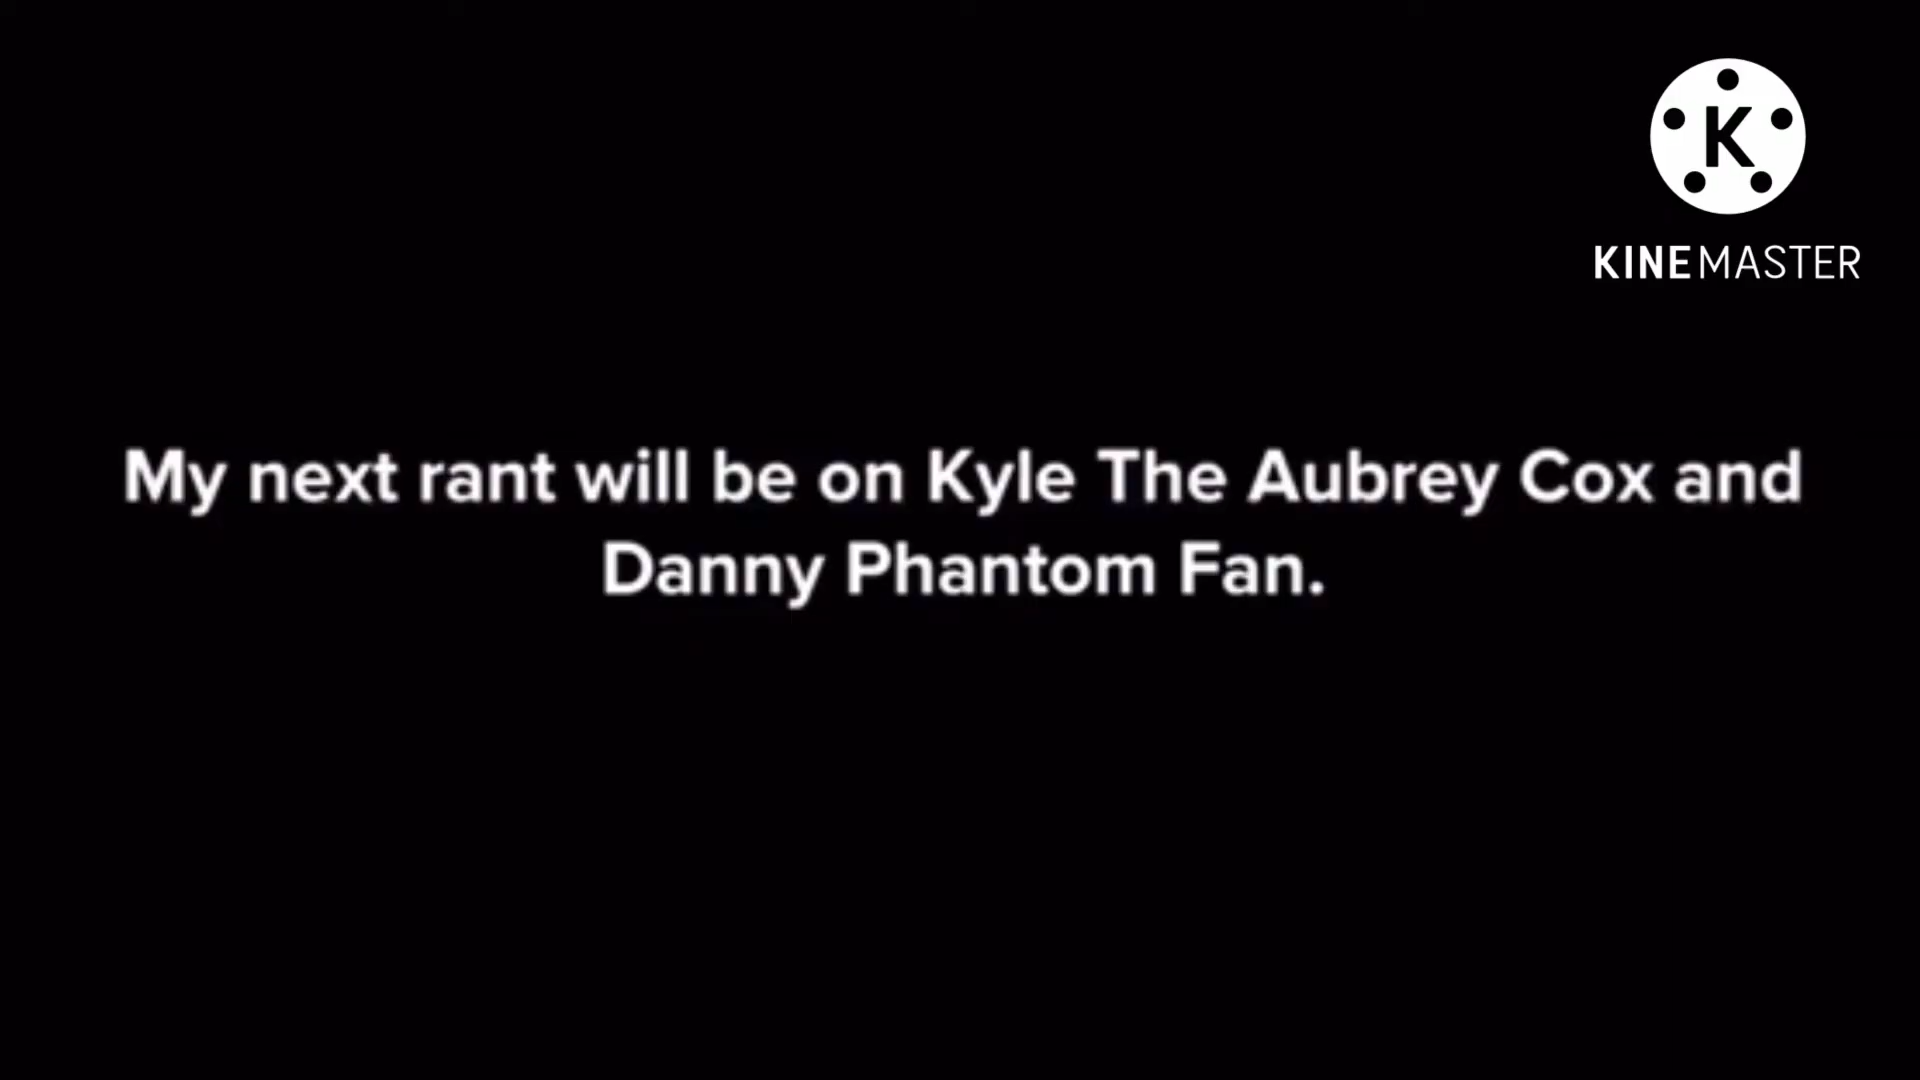 K
KINEMASTER
My next rant will be on Kyle The Aubrey Cox and
Danny Phantom Fan.